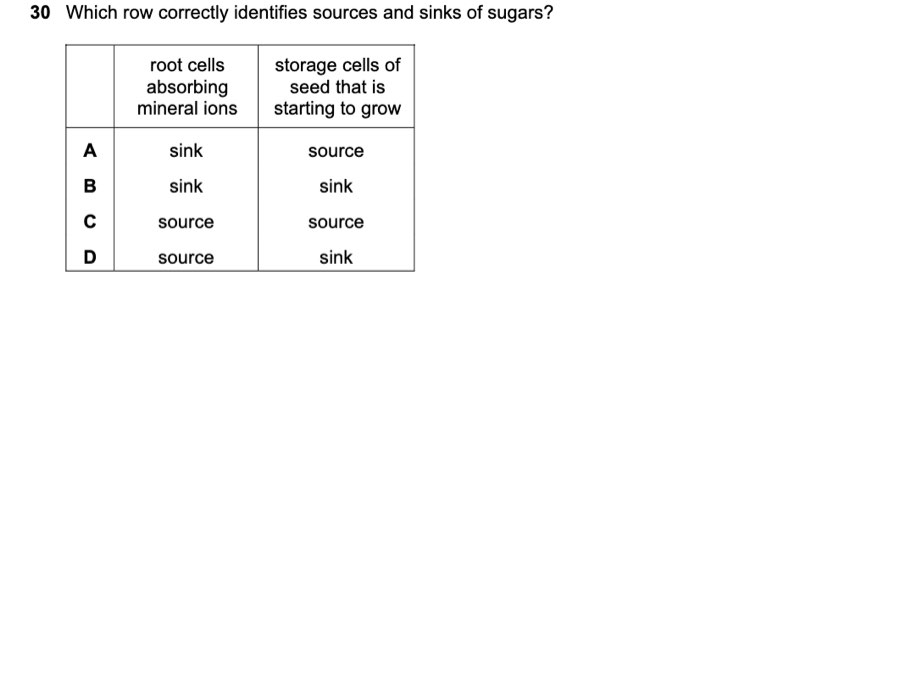 30 Which row correctly identifies sources and sinks of sugars?
root cells absorbing mineral ions | storage cells of seed that is starting to grow
A sink source
B sink sink
C source source
D source sink